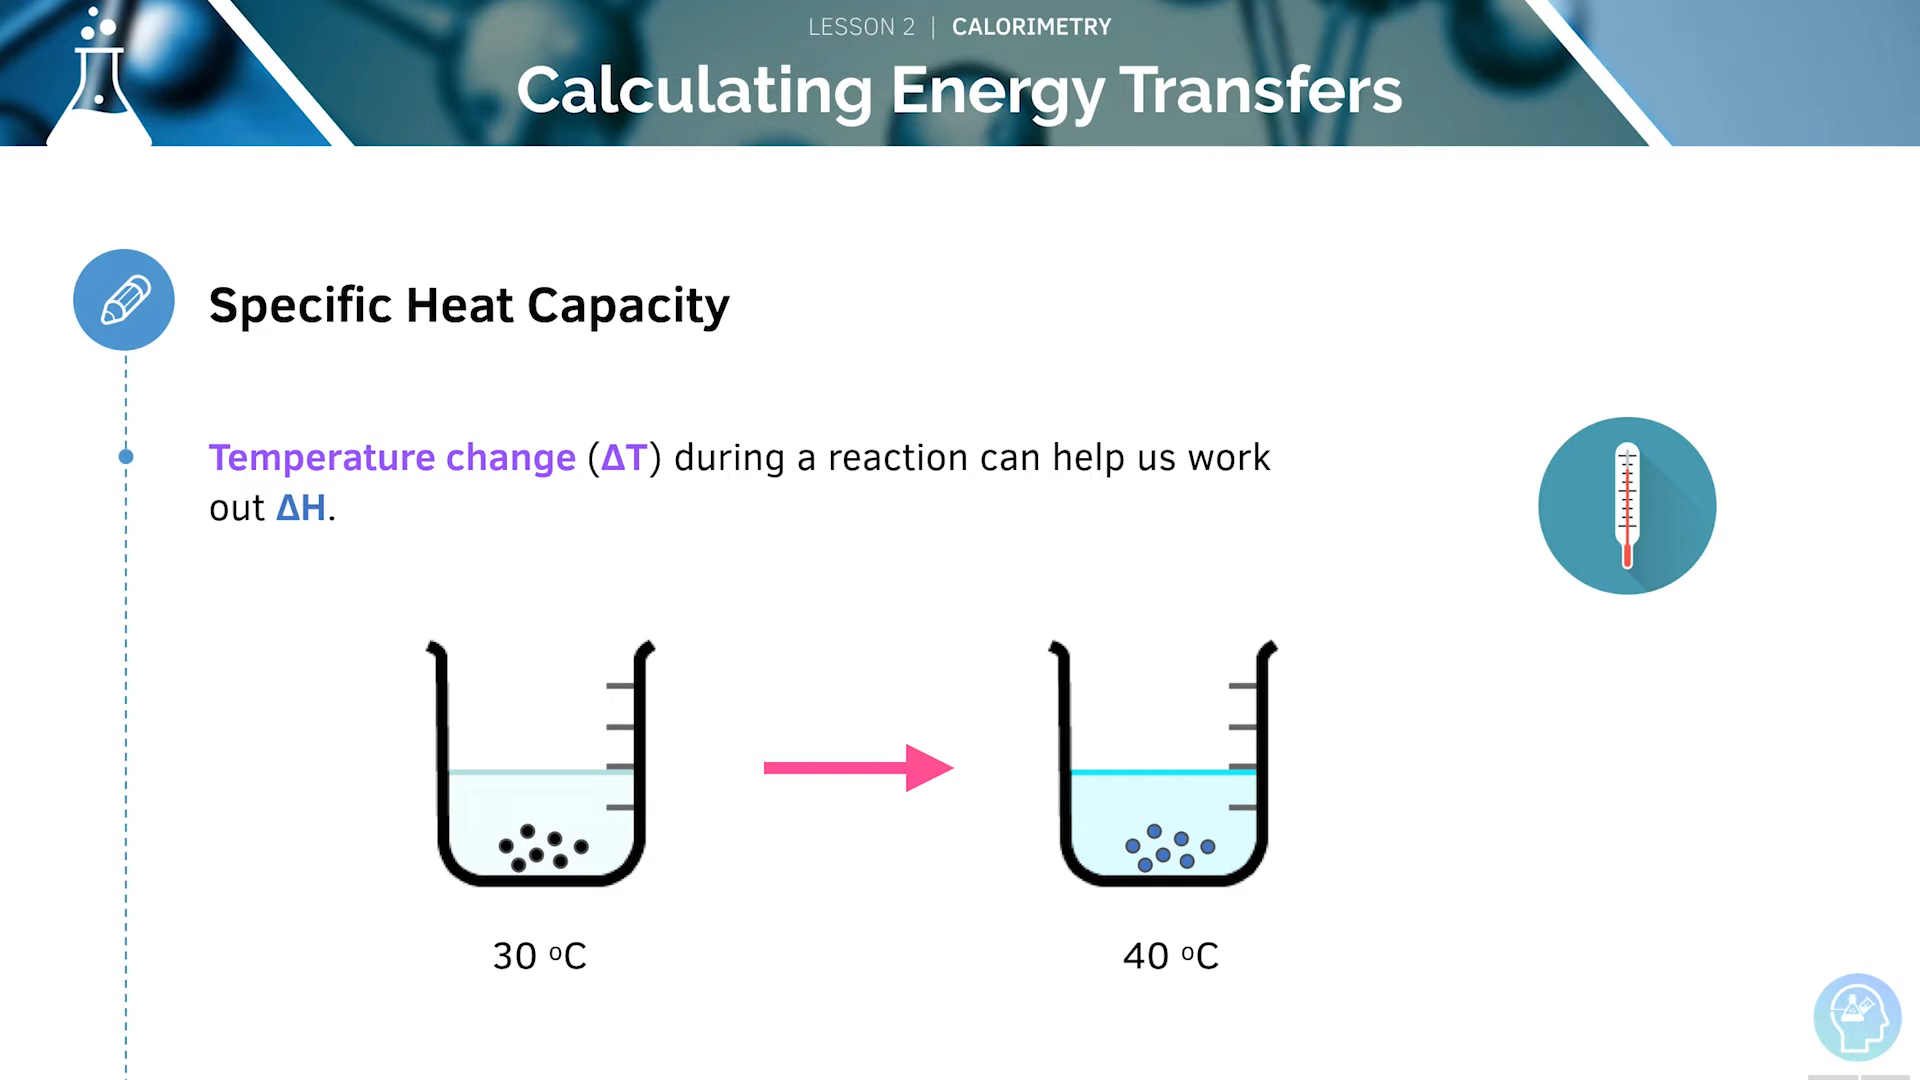 LESSON 2 | CALORIMETRY
Calculating Energy Transfers
Specific Heat Capacity
Temperature change (ΔT) during a reaction can help us work
out ΔH.
30 ºC
40 ºC